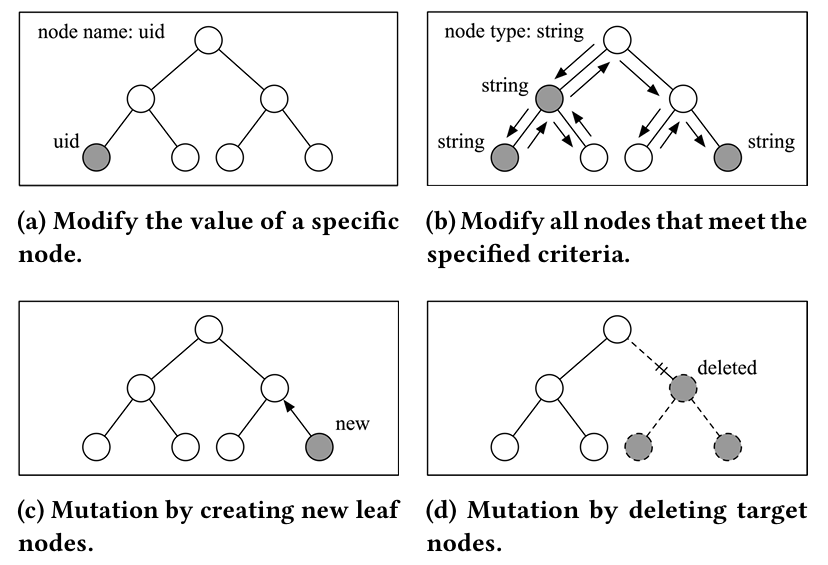 node name: uid
uid
node type: string
string
string
string
(a) Modify the value of a specific
node.
(b) Modify all nodes that meet the
specified criteria.
new
deleted
(c) Mutation by creating new leaf
nodes.
(d) Mutation by deleting target
nodes.